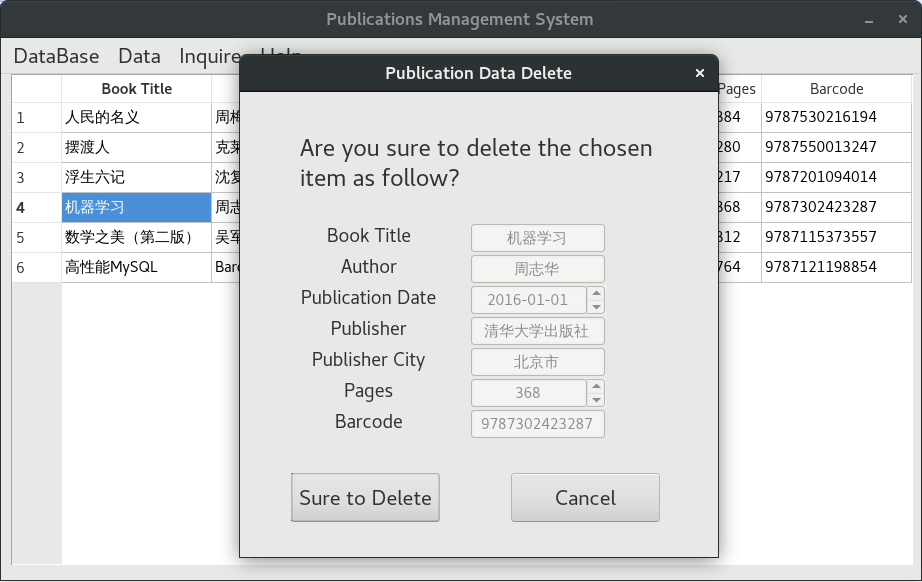 Publications Management System
DataBase Data Inquire Help
Publication Data Delete
Book Title Pages Barcode
1 人民的名义 周梅 384 9787530216194
2 摆渡人 克莱 280 9787550013247
3 浮生六记 沈复 217 9787201094014
4 机器学习 周志 368 9787302423287
5 数学之美（第二版） 吴军 312 9787115373557
6 高性能MySQL Baro 764 9787121198854
Are you sure to delete the chosen
item as follow?
Book Title 机器学习
Author 周志华
Publication Date 2016-01-01
Publisher 清华大学出版社
Publisher City 北京市
Pages 368
Barcode 9787302423287
Sure to Delete Cancel